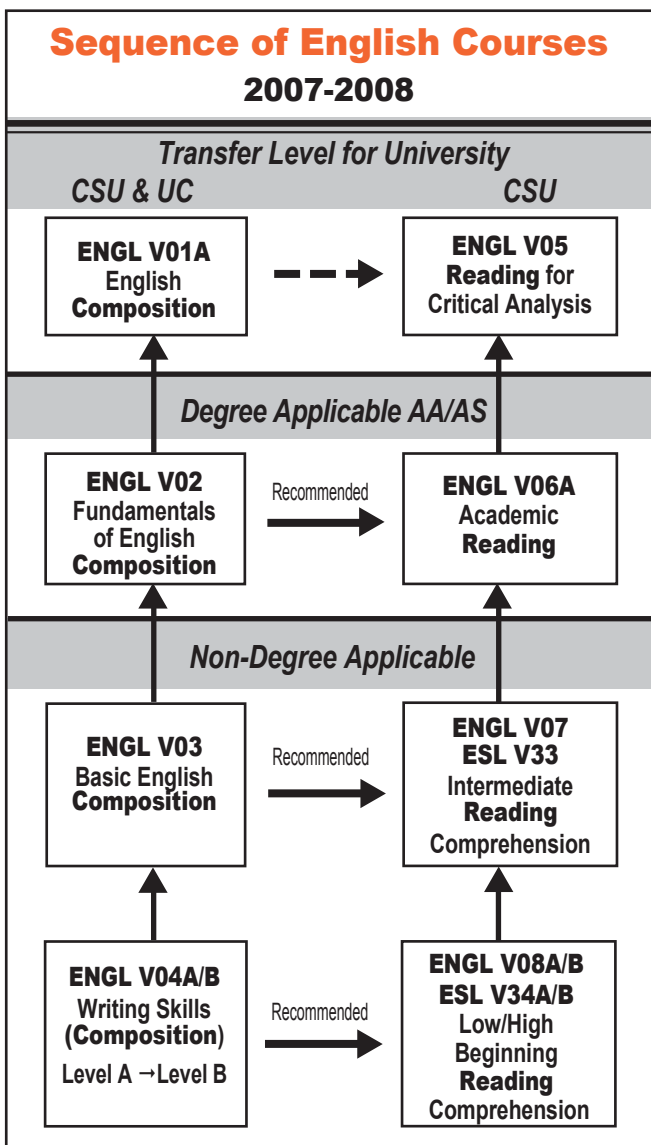 Sequence of English Courses
2007-2008
Transfer Level for University
CSU & UC
CSU
ENGL V01A
English
Composition
ENGL V05
Reading for
Critical Analysis
Degree Applicable AA/AS
ENGL V02
Fundamentals
of English
Composition
Recommended
ENGL V06A
Academic
Reading
Non-Degree Applicable
ENGL V03
Basic English
Composition
Recommended
ENGL V07
ESL V33
Intermediate
Reading
Comprehension
ENGL V04A/B
Writing Skills
(Composition)
Level A →Level B
Recommended
ENGL V08A/B
ESL V34A/B
Low/High
Beginning
Reading
Comprehension